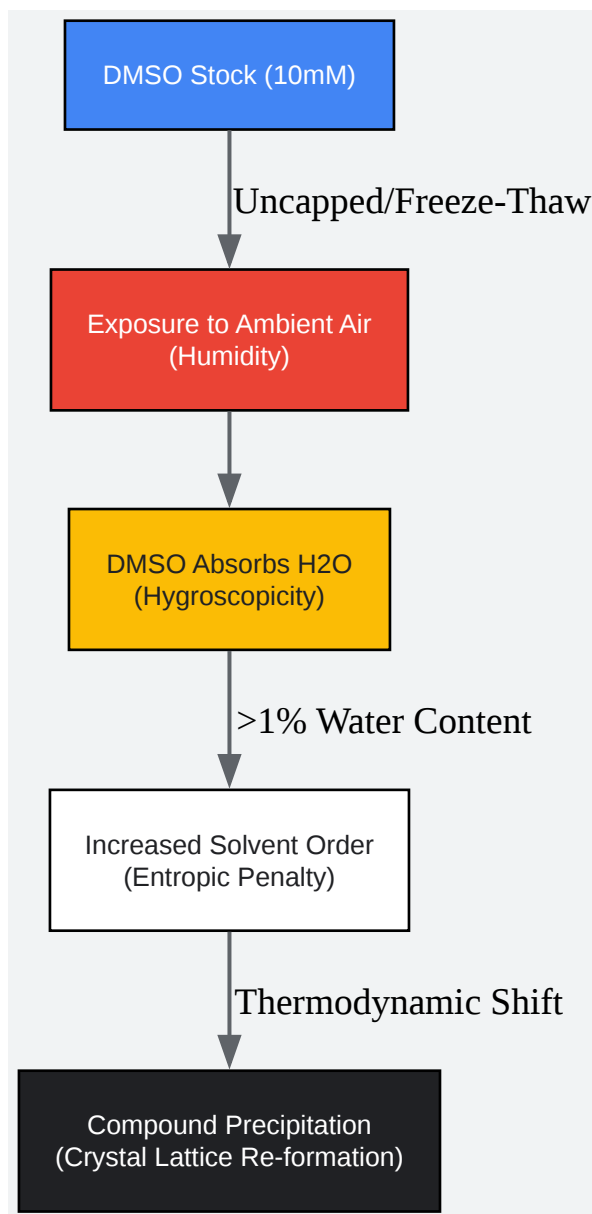 DMSO Stock (10mM)
Uncapped/Freeze-Thaw
Exposure to Ambient Air
(Humidity)
DMSO Absorbs H2O
(Hygroscopicity)
>1% Water Content
Increased Solvent Order
(Entropic Penalty)
Thermodynamic Shift
Compound Precipitation
(Crystal Lattice Re-formation)